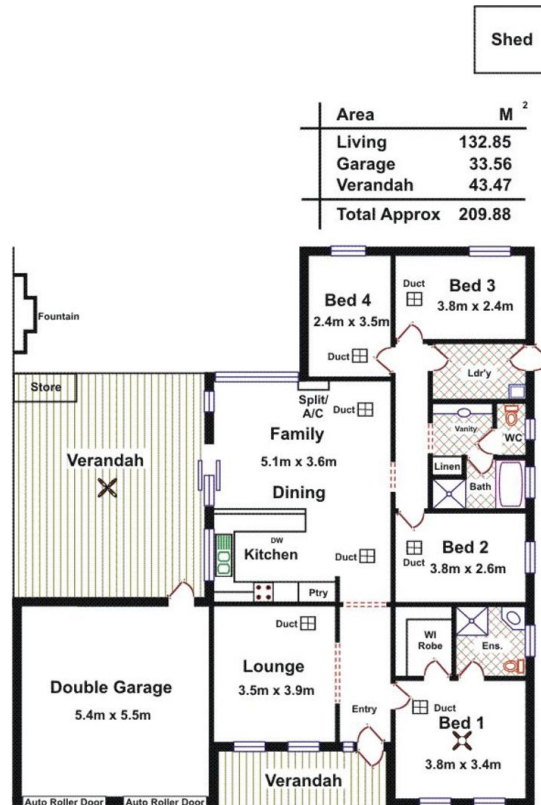 Shed
Area M 2
Living 132.85
Garage 33.56
Verandah 43.47
Total Approx 209.88
Fountain
Bed 4
2.4m x 3.5m
Duct
Duct
Bed 3
3.8m x 2.4m
Store
Verandah
Split/
A/C
Duct
Family
5.1m x 3.6m
Dining
Ldr'y
Vanity
WC
Linen
Bath
DW
Kitchen
Ptry
Duct
Duct
Bed 2
3.8m x 2.6m
Double Garage
5.4m x 5.5m
Auto Roller Door
Auto Roller Door
Duct
Lounge
3.5m x 3.9m
Entry
WI
Robe
Ens.
Duct
Bed 1
3.8m x 3.4m
Verandah